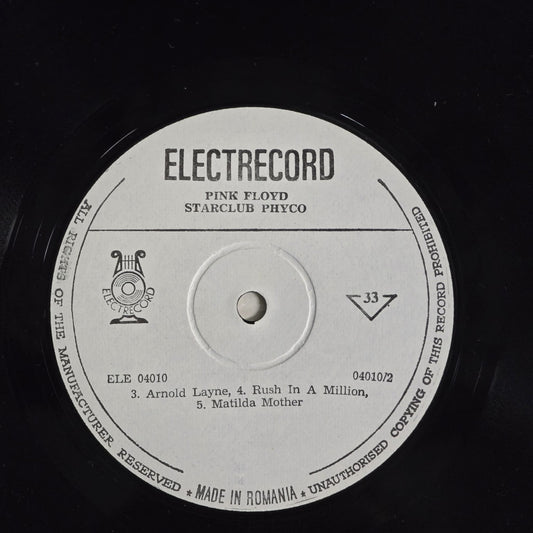 ELECTRECORD
PINK FLOYD
STARCLUB PHYCO
ELECTRECORD
33
ELE 04010
04010/2
3. Arnold Layne, 4. Rush In A Million,
5. Matilda Mother
ALL RIGHTS OF THE MANUFACTURER RESERVED * MADE IN ROMANIA * UNAUTHORISED COPYING OF THIS RECORD PROHIBITED